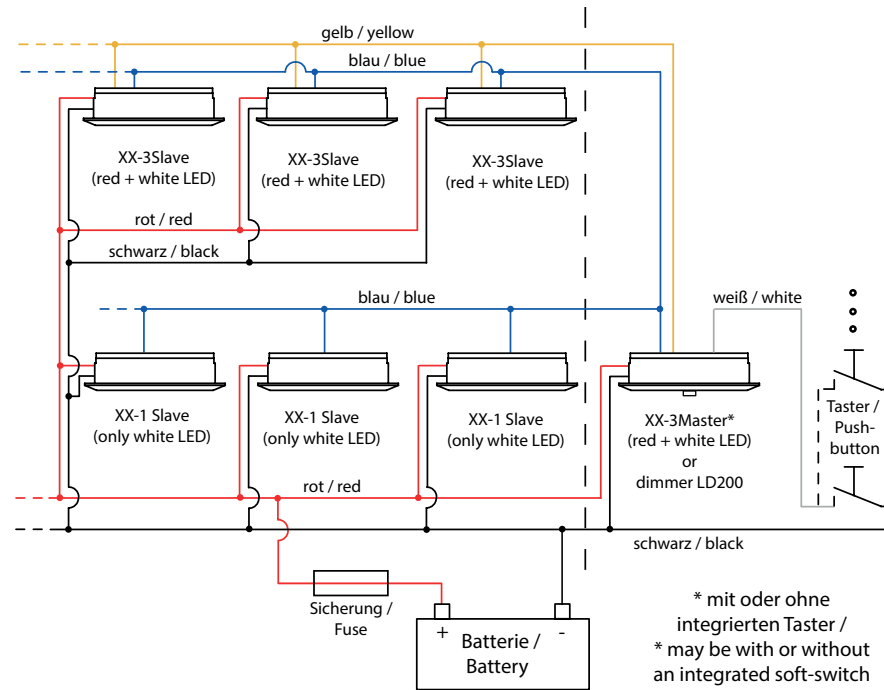 gelb / yellow
blau / blue
XX-3Slave
(red + white LED)
XX-3Slave
(red + white LED)
XX-3Slave
(red + white LED)
rot / red
schwarz / black
blau / blue
weiß / white
XX-1 Slave
(only white LED)
XX-1 Slave
(only white LED)
XX-1 Slave
(only white LED)
XX-3Master*
(red + white LED)
or
dimmer LD200
Taster /
Push-
button
rot / red
schwarz / black
Sicherung /
Fuse
+
-
Batterie /
Battery
* mit oder ohne
integrierten Taster /
* may be with or without
an integrated soft-switch